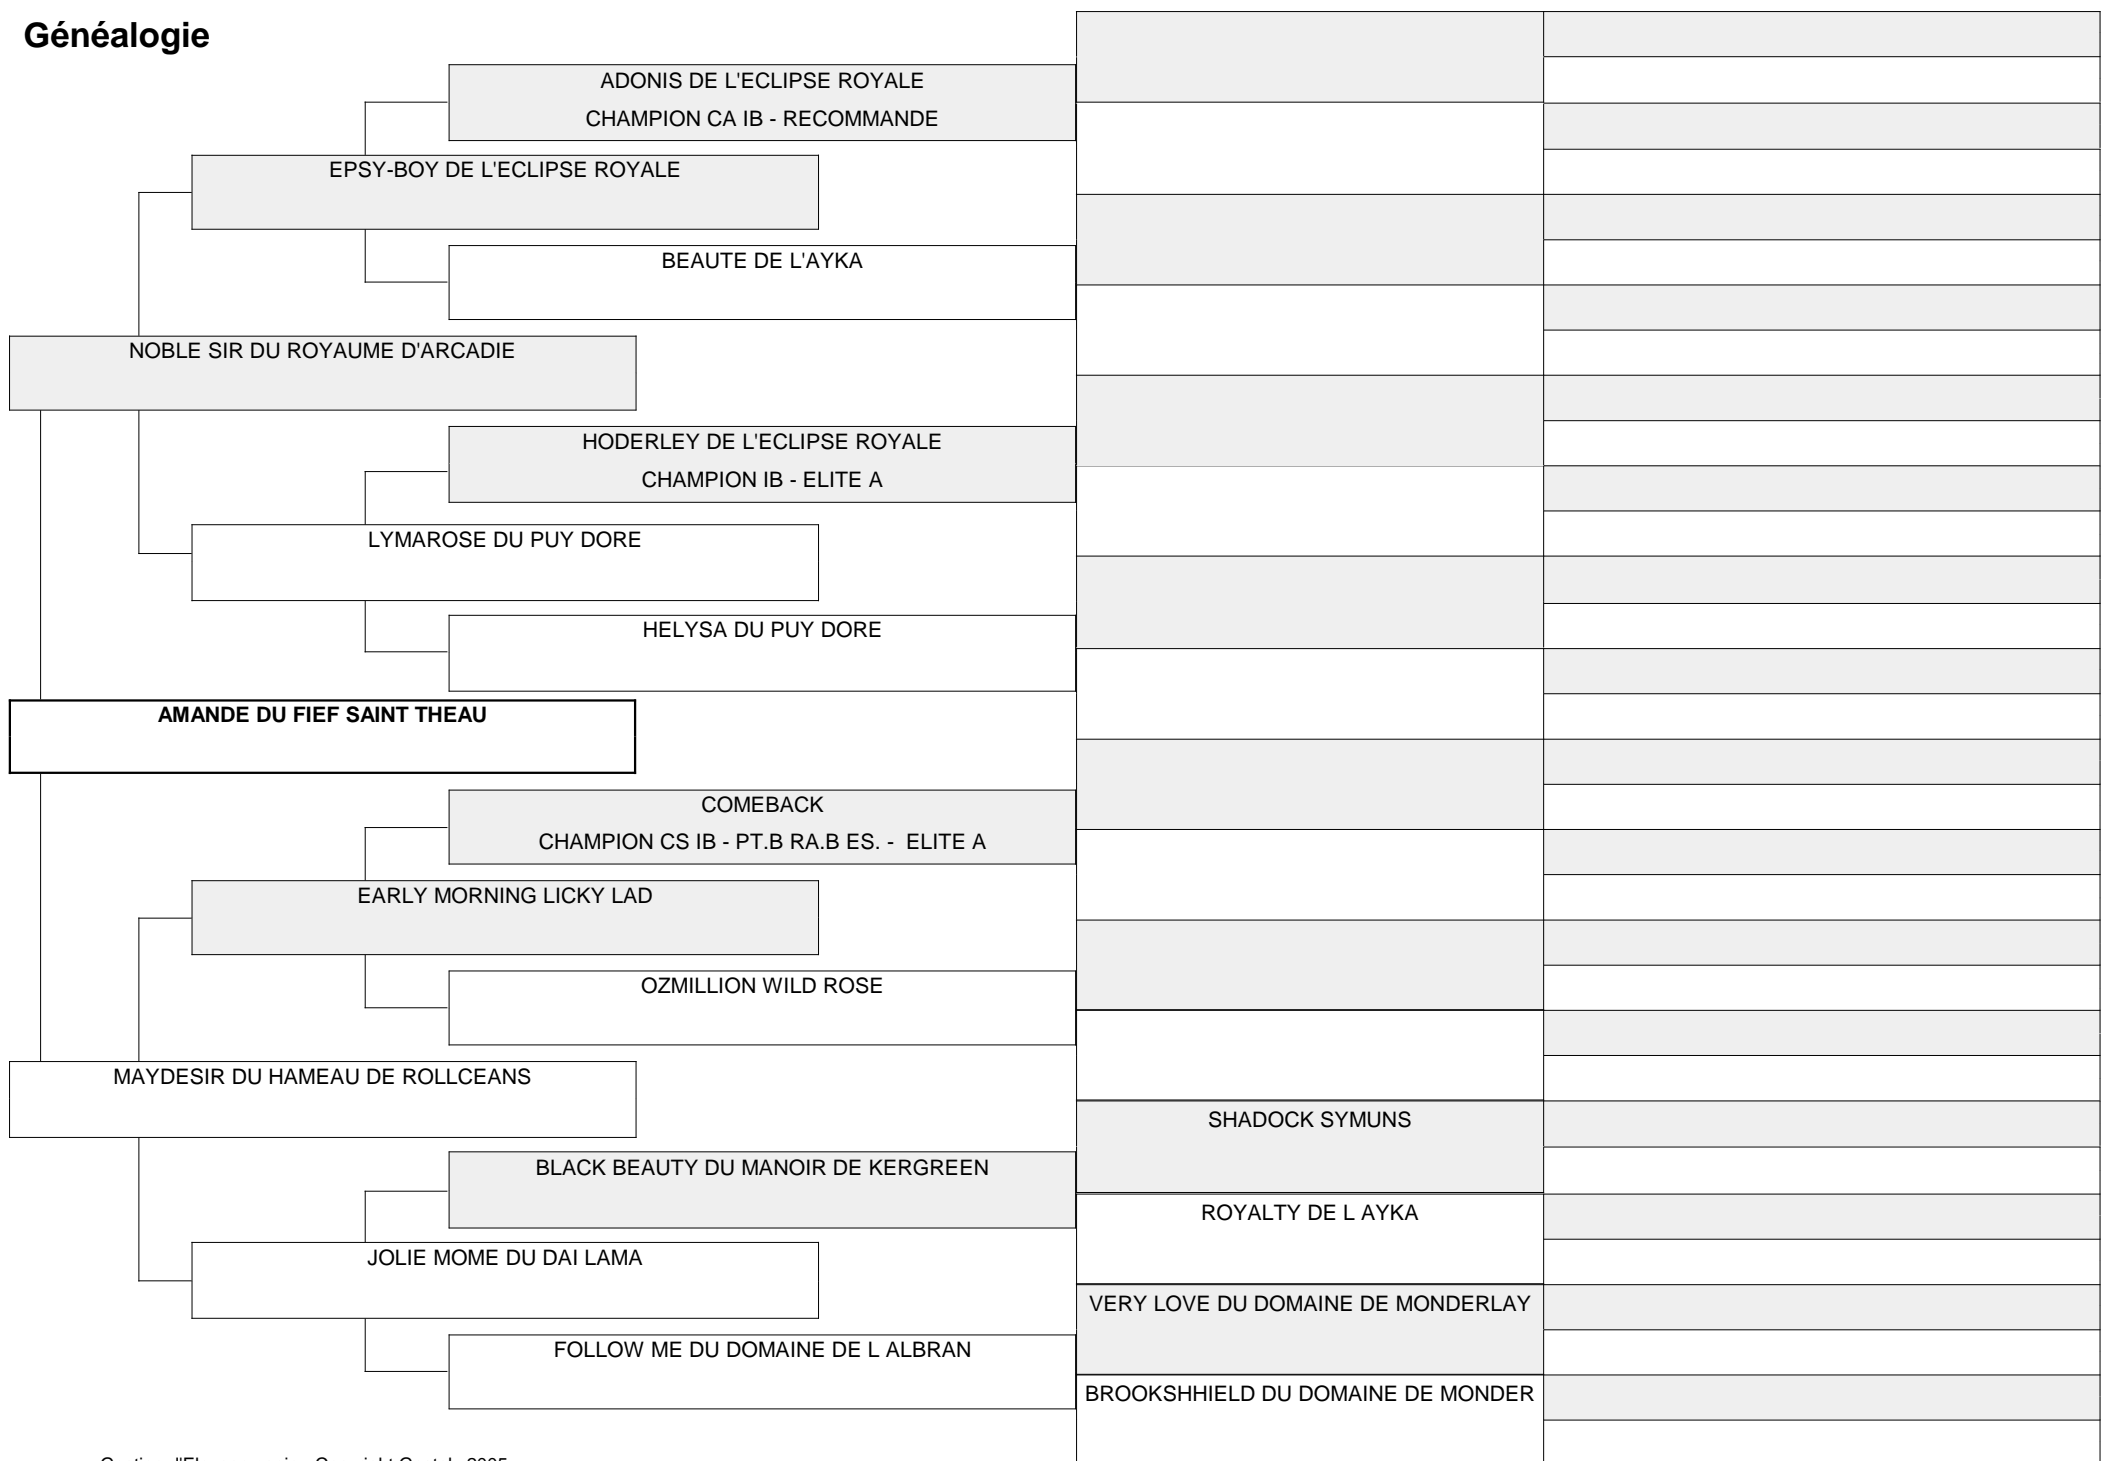 Généalogie
ADONIS DE L'ECLIPSE ROYALE
CHAMPION CA IB - RECOMMANDE
EPSY-BOY DE L'ECLIPSE ROYALE
BEAUTE DE L'AYKA
NOBLE SIR DU ROYAUME D'ARCADIE
HODERLEY DE L'ECLIPSE ROYALE
CHAMPION IB - ELITE A
LYMAROSE DU PUY DORE
HELYSA DU PUY DORE
AMANDE DU FIEF SAINT THEAU
COMEBACK
CHAMPION CS IB - PT.B RA.B ES. - ELITE A
EARLY MORNING LICKY LAD
OZMILLION WILD ROSE
MAYDESIR DU HAMEAU DE ROLLCEANS
SHADOCK SYMUNS
BLACK BEAUTY DU MANOIR DE KERGREEN
ROYALTY DE L AYKA
JOLIE MOME DU DAI LAMA
VERY LOVE DU DOMAINE DE MONDERLAY
FOLLOW ME DU DOMAINE DE L ALBRAN
BROOKSHHIELD DU DOMAINE DE MONDER